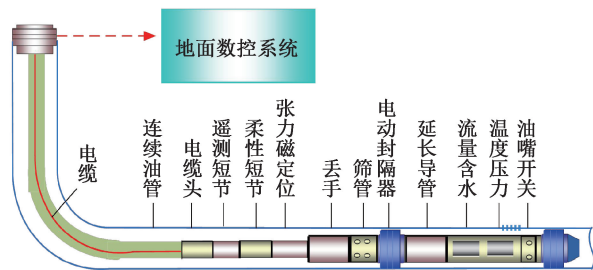 地面数控系统
电缆
连续油管
电缆头
遥测短节
柔性短节
张力磁定位
丢手
筛管
电动封隔器
延长导管
流量含水
温度压力
油嘴开关